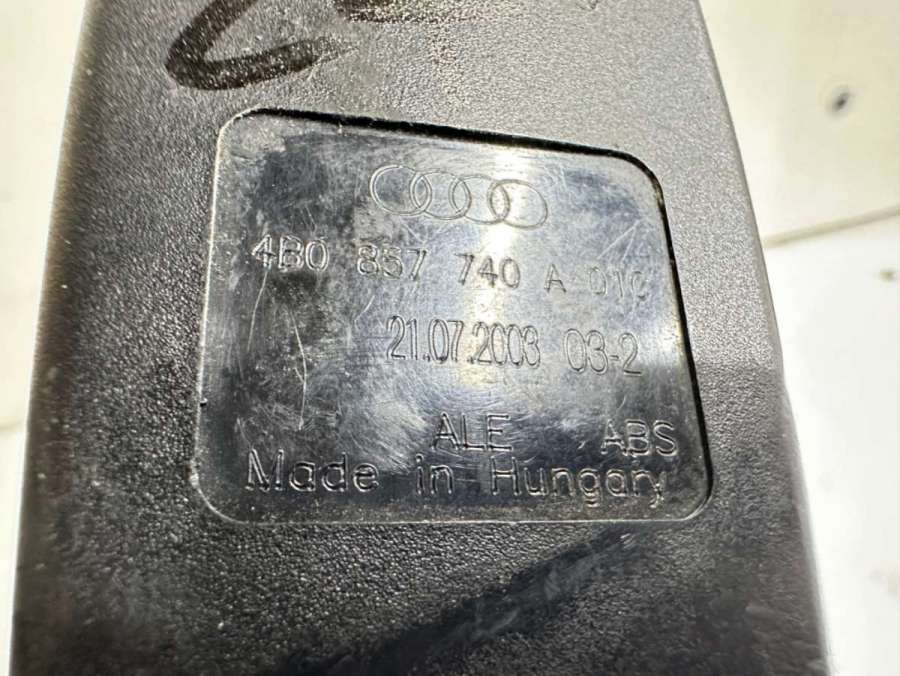 4B0 857 740 A 01C
21.07.2003 03-2
ALE ABS
Made in Hungary